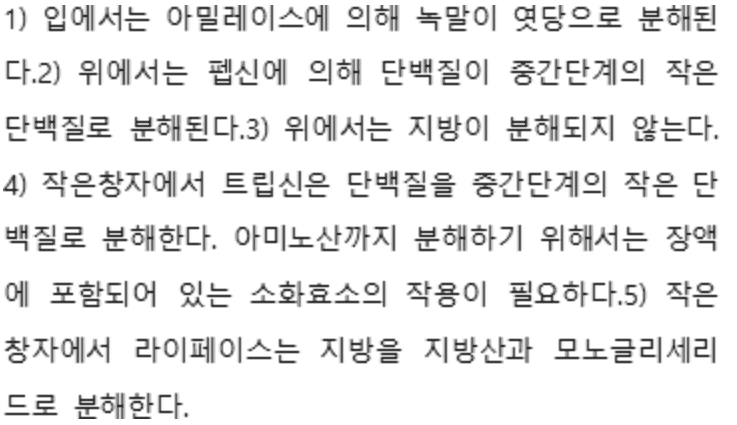 1) 입에서는 아밀레이스에 의해 녹말이 엿당으로 분해된
다.2) 위에서는 펩신에 의해 단백질이 중간단계의 작은
단백질로 분해된다.3) 위에서는 지방이 분해되지 않는다.
4) 작은창자에서 트립신은 단백질을 중간단계의 작은 단
백질로 분해한다. 아미노산까지 분해하기 위해서는 장액
에 포함되어 있는 소화효소의 작용이 필요하다.5) 작은
창자에서 라이페이스는 지방을 지방산과 모노글리세리
드로 분해한다.